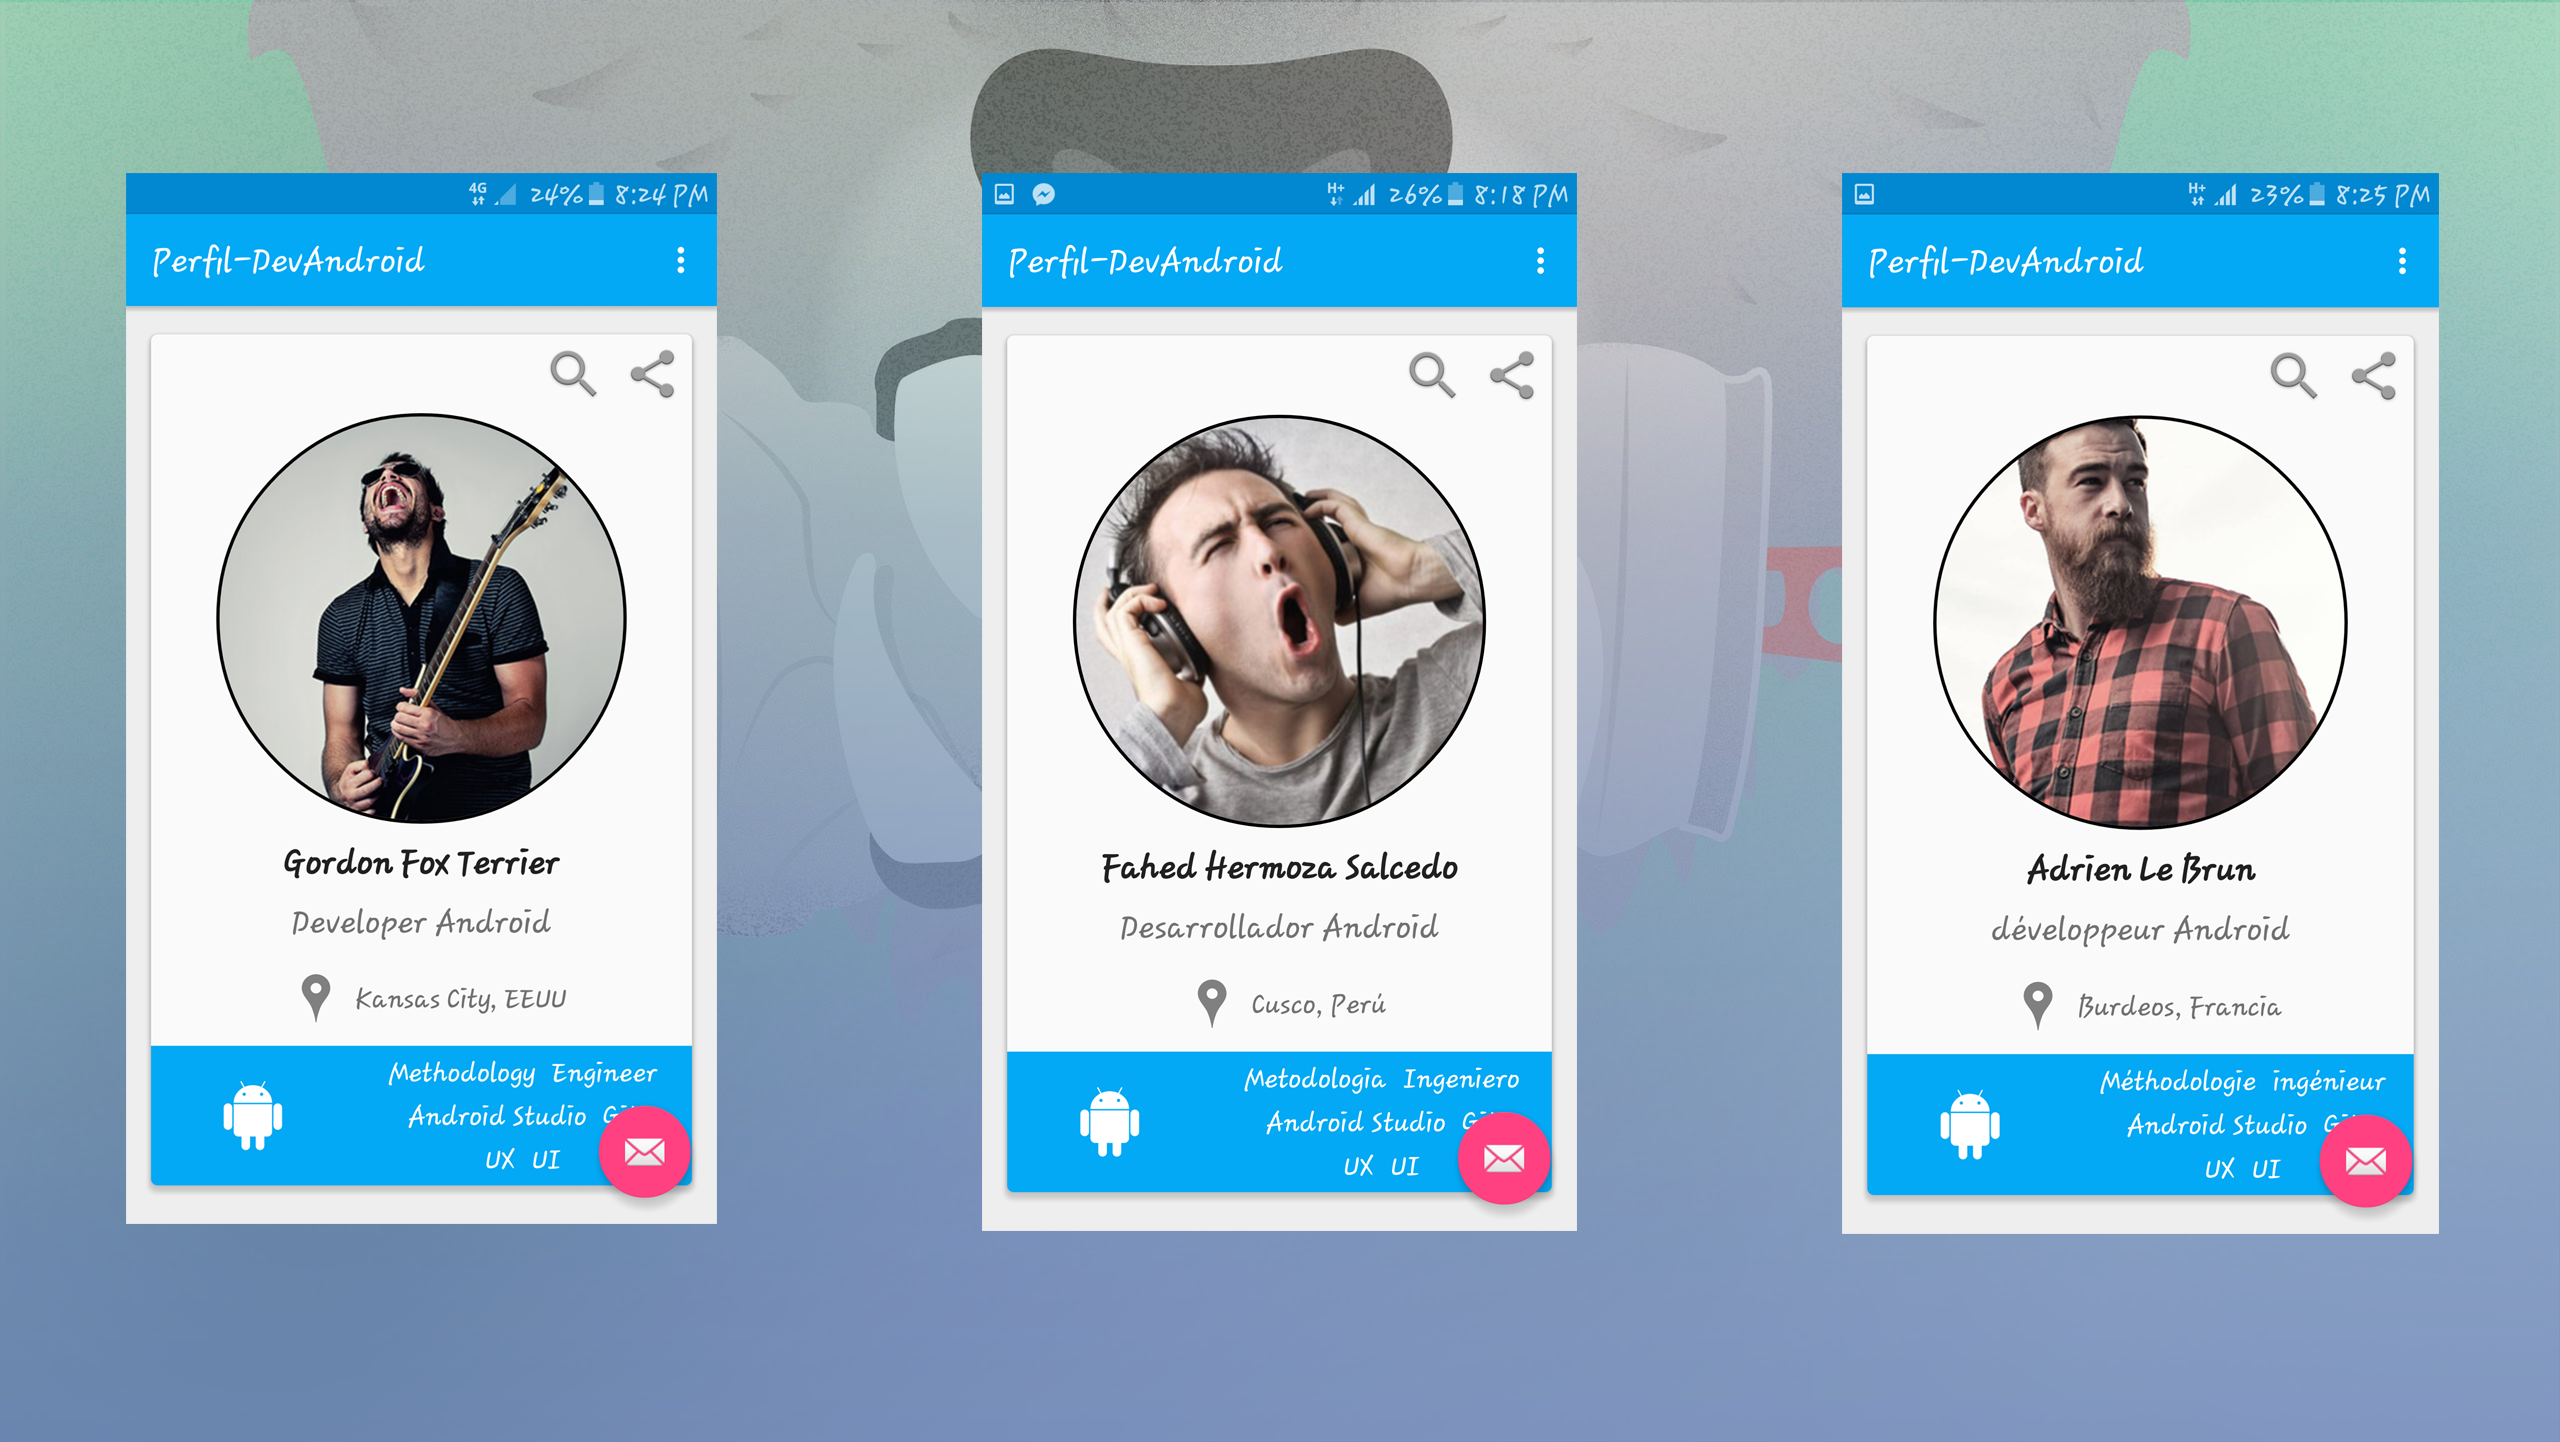 4G 24% 8:24 PM
Perfil-DevAndroid
Gordon Fox Terrier
Developer Android
Kansas City, EEUU
Methodology Engineer
Android Studio
UX UI
H+ 26% 8:18 PM
Perfil-DevAndroid
Fahed Hermoza Salcedo
Desarrollador Android
Cusco, Perú
Metodologia Ingeniero
Android Studio
UX UI
H+ 23% 8:25 PM
Perfil-DevAndroid
Adrien Le Brun
développeur Android
Burdeos, Francia
Méthodologie ingénieur
Android Studio
UX UI